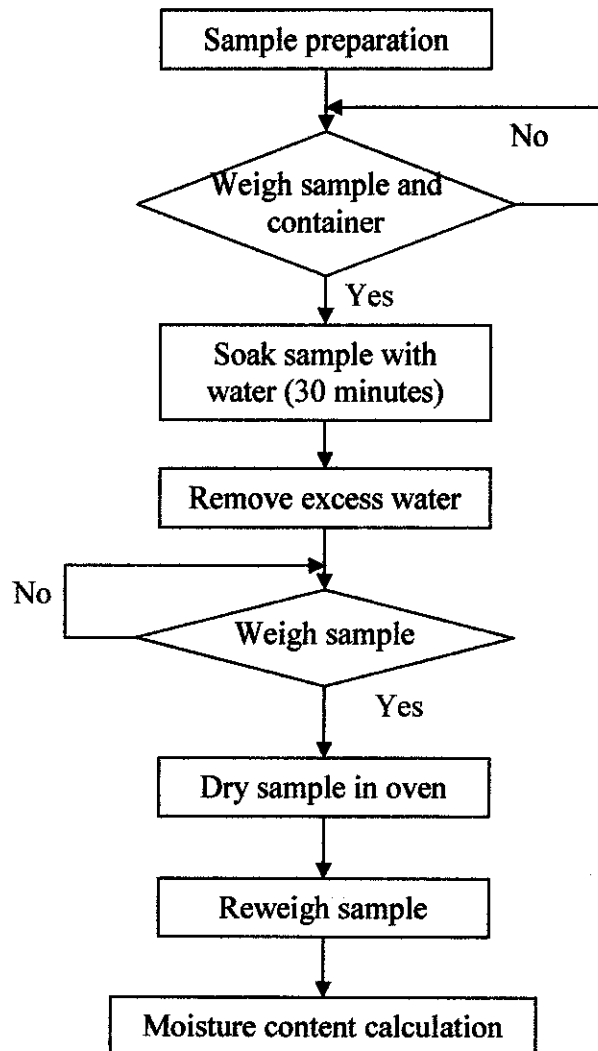 Sample preparation
No
Weigh sample and
container
Yes
Soak sample with
water (30 minutes)
Remove excess water
No
Weigh sample
Yes
Dry sample in oven
Reweigh sample
Moisture content calculation